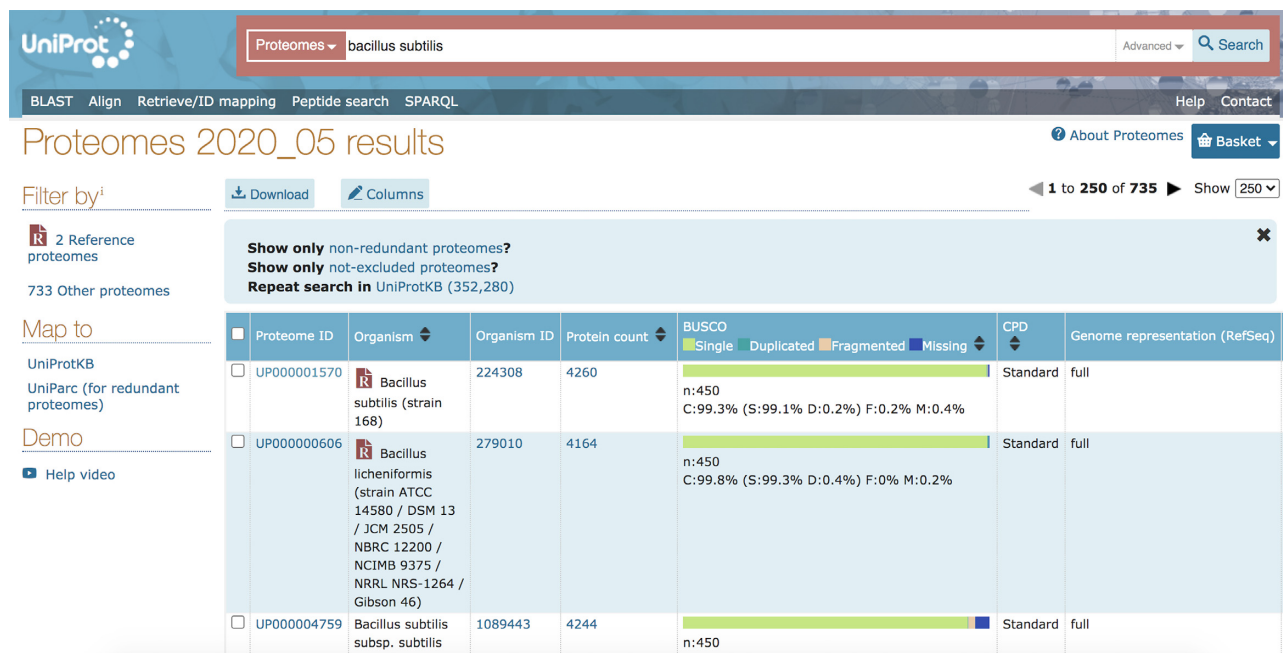 UniProt
Proteomes bacillus subtilis Advanced Search
BLAST Align Retrieve/ID mapping Peptide search SPARQL Help Contact
Proteomes 2020_05 results
About Proteomes Basket
Filter byⁱ
Download Columns
1 to 250 of 735 Show 250
R 2 Reference
proteomes
733 Other proteomes
Show only non-redundant proteomes?
Show only not-excluded proteomes?
Repeat search in UniProtKB (352,280)
Map to
UniProtKB
UniParc (for redundant
proteomes)
Demo
Help video
Proteome ID Organism Organism ID Protein count BUSCO
Single Duplicated Fragmented Missing
CPD
Genome representation (RefSeq)
UP000001570 R Bacillus
subtilis (strain
168)
224308 4260
n:450
C:99.3% (S:99.1% D:0.2%) F:0.2% M:0.4%
Standard full
UP000000606 R Bacillus
licheniformis
(strain ATCC
14580 / DSM 13
/ JCM 2505 /
NBRC 12200 /
NCIMB 9375 /
NRRL NRS-1264 /
Gibson 46)
279010 4164
n:450
C:99.8% (S:99.3% D:0.4%) F:0% M:0.2%
Standard full
UP000004759 Bacillus subtilis
subsp. subtilis
1089443 4244
n:450
Standard full